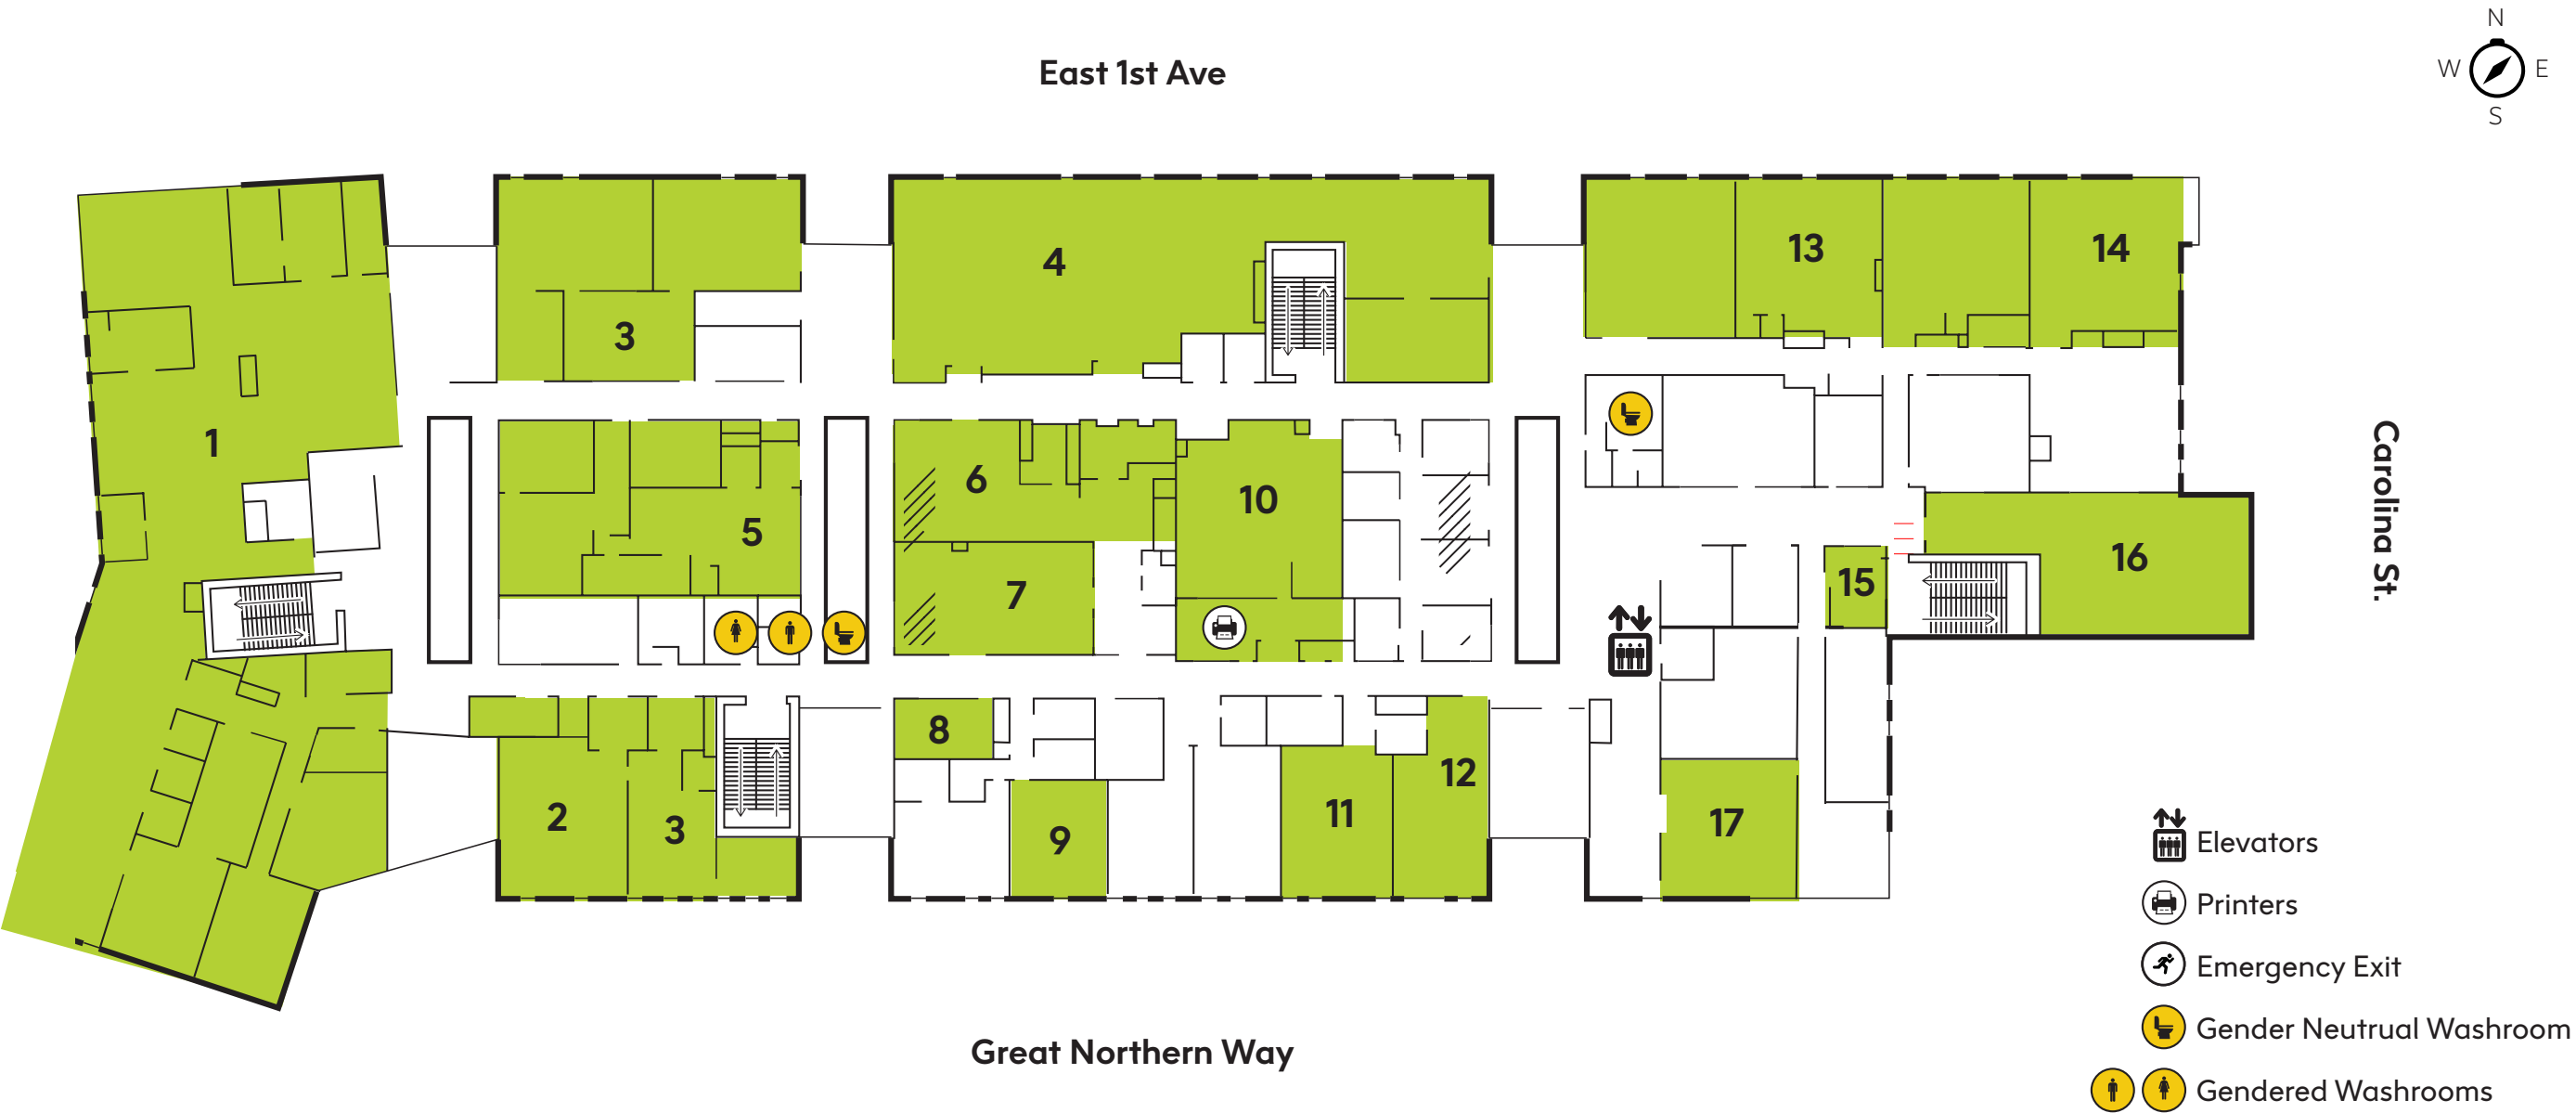 N
W E
S
East 1st Ave
13
14
4
3
Carolina St.
1
6
10
5
16
15
7
8
12
11
2
17
3
9
Elevators
Printers
Emergency Exit
Gender Neutrual Washroom
Gendered Washrooms
Great Northern Way